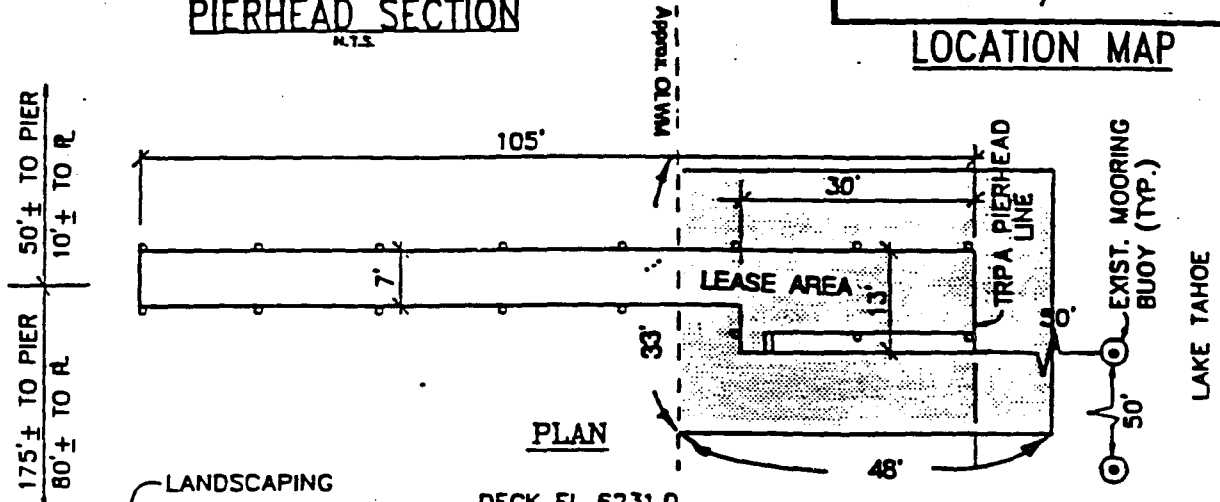 PIERHEAD SECTION
N.T.S.
LOCATION MAP
Approx. OLWM
105'
30'
TRPA PIERHEAD
LINE
EXIST. MOORING
BUOY (TYP.)
LAKE TAHOE
50'± TO PIER
10'± TO PL
175'± TO PIER
80'± TO PL
7'
LEASE AREA
13'
33'
50'
48'
PLAN
LANDSCAPING
DECK EL 6231.0